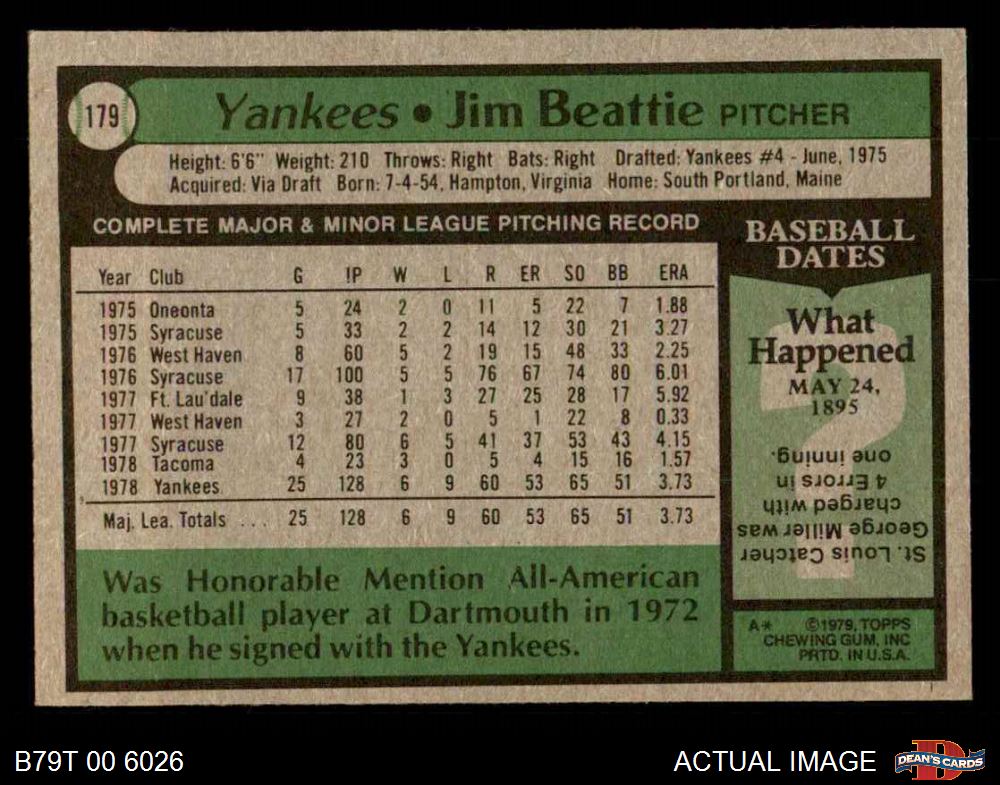 179
Yankees • Jim Beattie PITCHER
Height: 6'6" Weight: 210 Throws: Right Bats: Right Drafted: Yankees #4 - June, 1975
Acquired: Via Draft Born: 7-4-54, Hampton, Virginia Home: South Portland, Maine
COMPLETE MAJOR & MINOR LEAGUE PITCHING RECORD
Year Club G IP W L R ER SO BB ERA
1975 Oneonta 5 24 2 0 11 5 22 7 1.88
1975 Syracuse 5 33 2 2 14 12 30 21 3.27
1976 West Haven 8 60 5 2 19 15 48 33 2.25
1976 Syracuse 17 100 5 5 76 67 74 80 6.01
1977 Ft. Lau'dale 9 38 1 3 27 25 28 17 5.92
1977 West Haven 3 27 2 0 5 1 22 8 0.33
1977 Syracuse 12 80 6 5 41 37 53 43 4.15
1978 Tacoma 4 23 3 0 5 4 15 16 1.57
1978 Yankees 25 128 6 9 60 53 65 51 3.73
Maj. Lea. Totals ... 25 128 6 9 60 53 65 51 3.73
Was Honorable Mention All-American
basketball player at Dartmouth in 1972
when he signed with the Yankees.
BASEBALL
DATES
What
Happened
MAY 24,
1895
?
St. Louis Catcher
George Miller was
charged with
4 Errors in
one inning.
A* ©1979, TOPPS
CHEWING GUM, INC
PRTD. IN U.S.A.
B79T 00 6026
ACTUAL IMAGE
DEAN'S CARDS